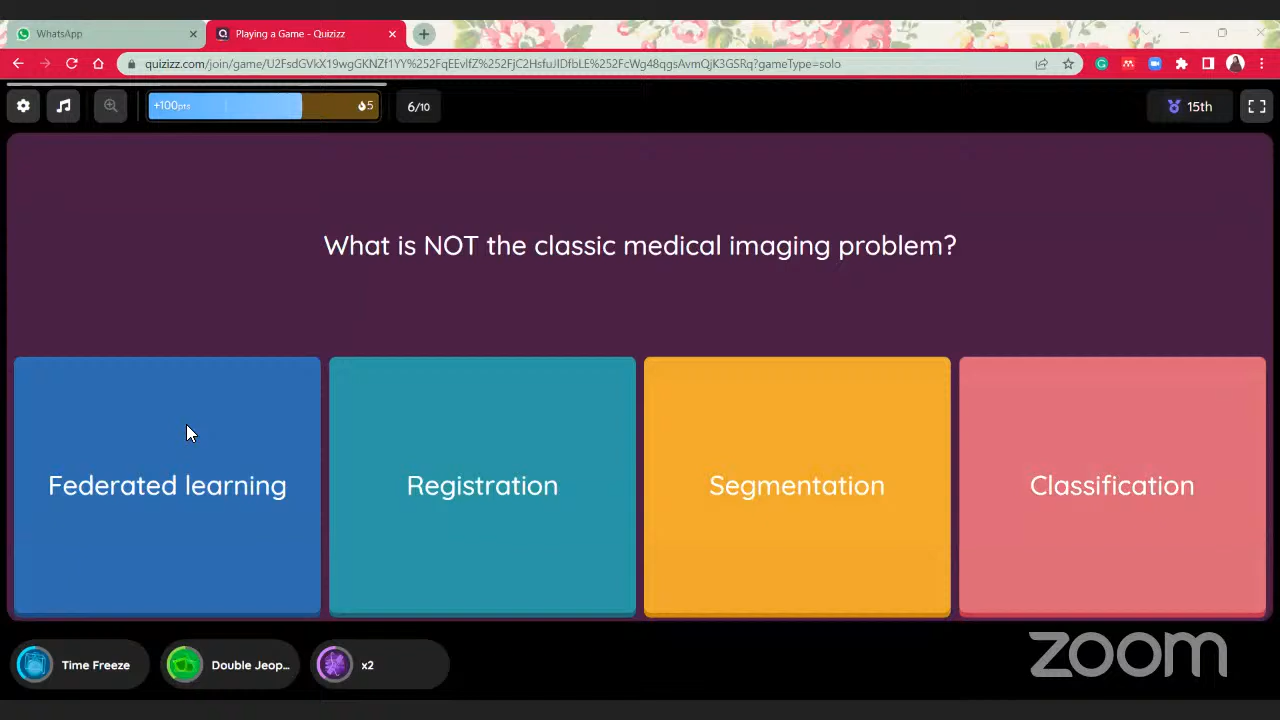 WhatsApp
Playing a Game - Quizizz
quizizz.com/join/game/U2FsdGVkX19wgGKNZf1YY%252FqEEvlfZ%252FjC2HsfuJIDfbLE%252FcWg48qgsAvmQjK3GSRq?gameType=solo
+100pts
5
6/10
15th
What is NOT the classic medical imaging problem?
Federated learning
Registration
Segmentation
Classification
Time Freeze
Double Jeop...
x2
zoom